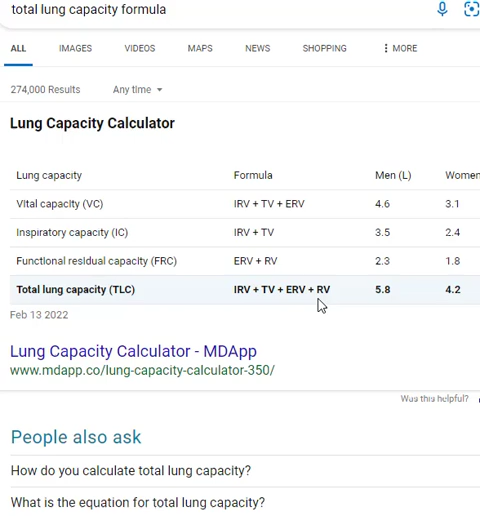 total lung capacity formula
ALL IMAGES VIDEOS MAPS NEWS SHOPPING MORE
274,000 Results Any time
Lung Capacity Calculator
Lung capacity Formula Men (L) Women
Vital capacity (VC) IRV + TV + ERV 4.6 3.1
Inspiratory capacity (IC) IRV + TV 3.5 2.4
Functional residual capacity (FRC) ERV + RV 2.3 1.8
Total lung capacity (TLC) IRV + TV + ERV + RV 5.8 4.2
Feb 13 2022
Lung Capacity Calculator - MDApp
www.mdapp.co/lung-capacity-calculator-350/
Was this helpful?
People also ask
How do you calculate total lung capacity?
What is the equation for total lung capacity?